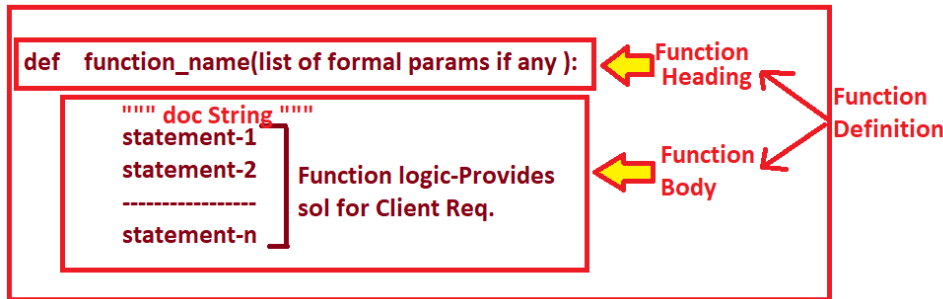 def function_name(list of formal params if any ):
Function
Heading
Function
Definition
""" doc String """
statement-1
statement-2
-----------------
statement-n
Function logic-Provides
sol for Client Req.
Function
Body